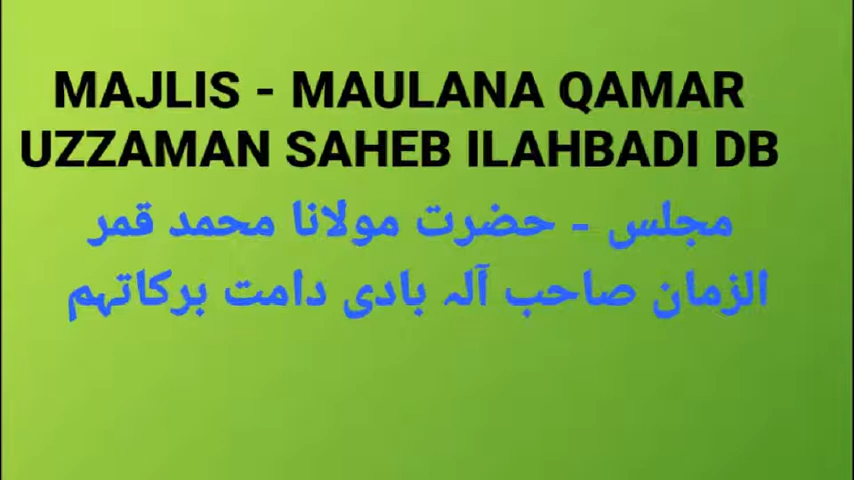 MAJLIS - MAULANA QAMAR
UZZAMAN SAHEB ILAHBADI DB
مجلس - حضرت مولانا محمد قمر
الزمان صاحب آلہ بادی دامت برکاتہم